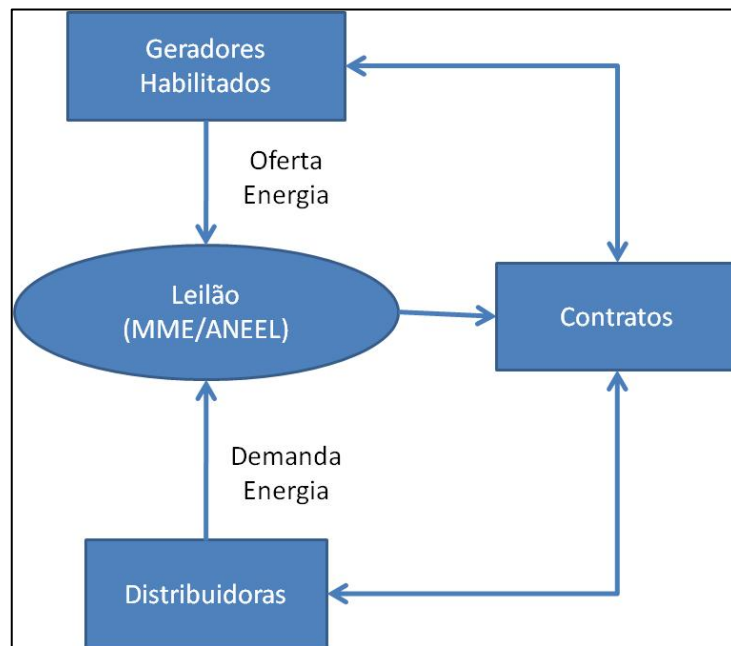 Geradores
Habilitados
Oferta
Energia
Leilão
(MME/ANEEL)
Contratos
Demanda
Energia
Distribuidoras